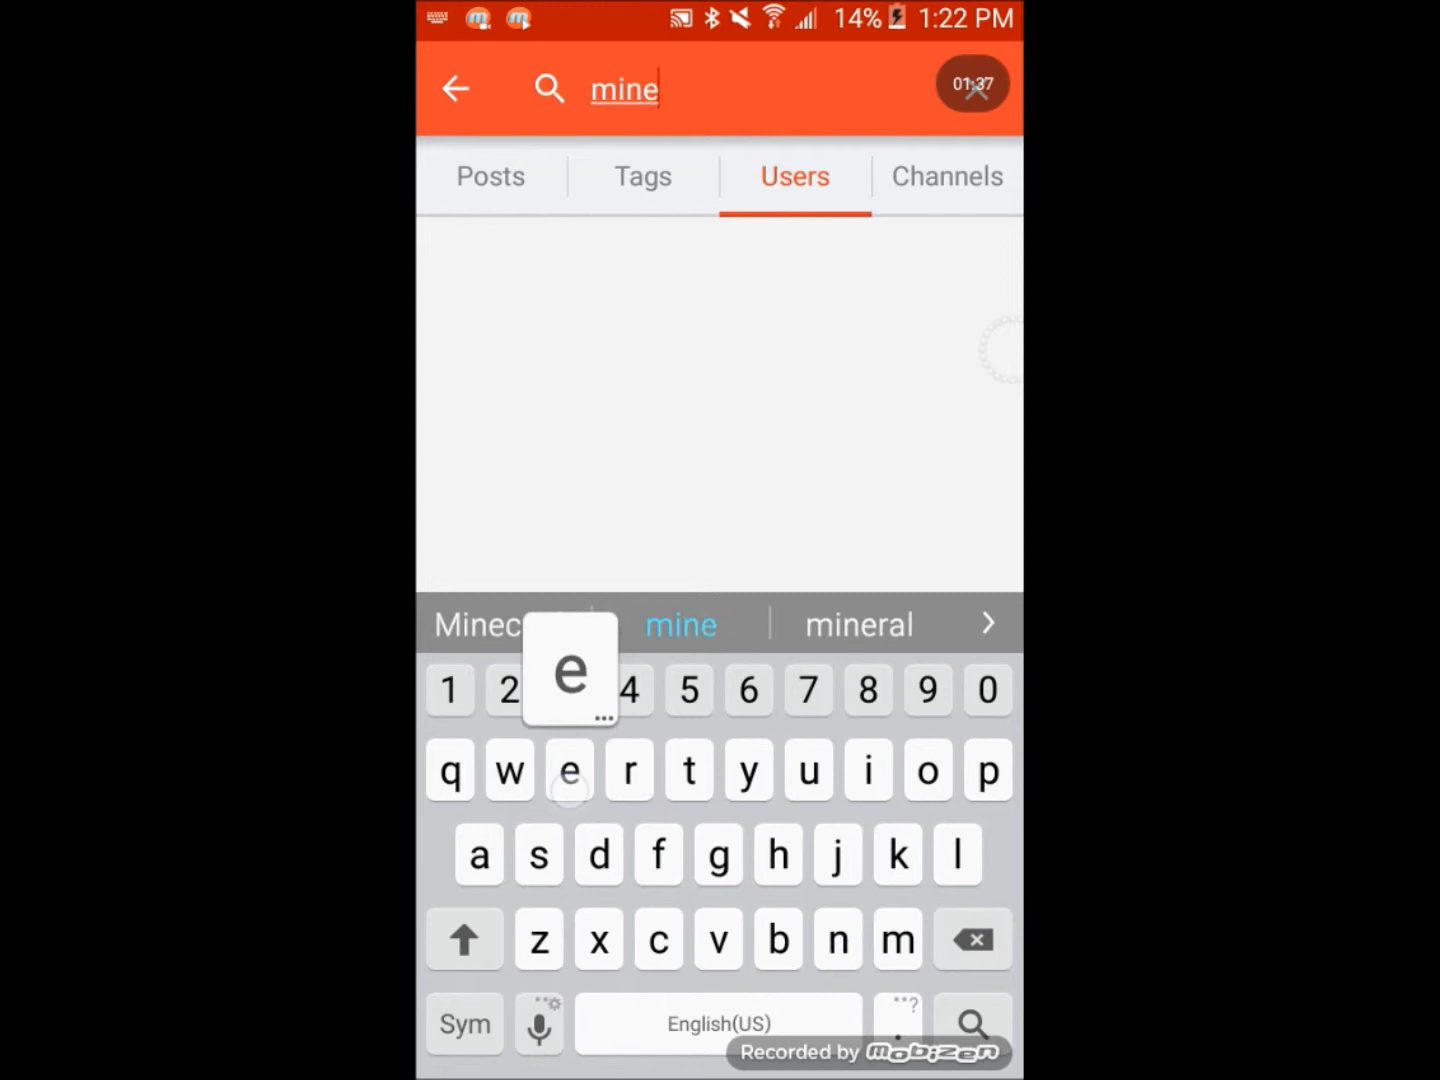 14% 1:22 PM
mine
01:37
Posts Tags Users Channels
Minec mine mineral
e
1 2 4 5 6 7 8 9 0
q w e r t y u i o p
a s d f g h j k l
z x c v b n m
Sym English(US) .
Recorded by mobizen